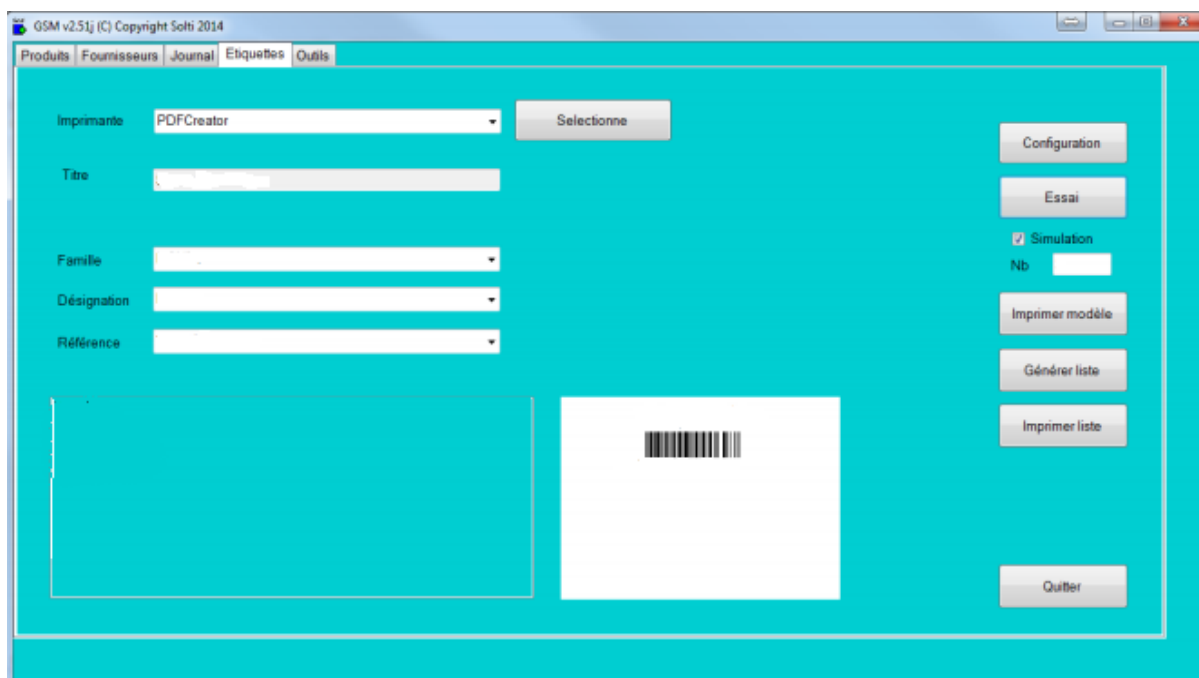 GSM v2.51j (C) Copyright Solti 2014
Produits Fournisseurs Journal Etiquettes Outils
Imprimante PDFCreator Selectionne
Configuration
Titre
Essai
Simulation
Famille
Nb
Désignation
Imprimer modèle
Référence
Générer liste
Imprimer liste
Quitter